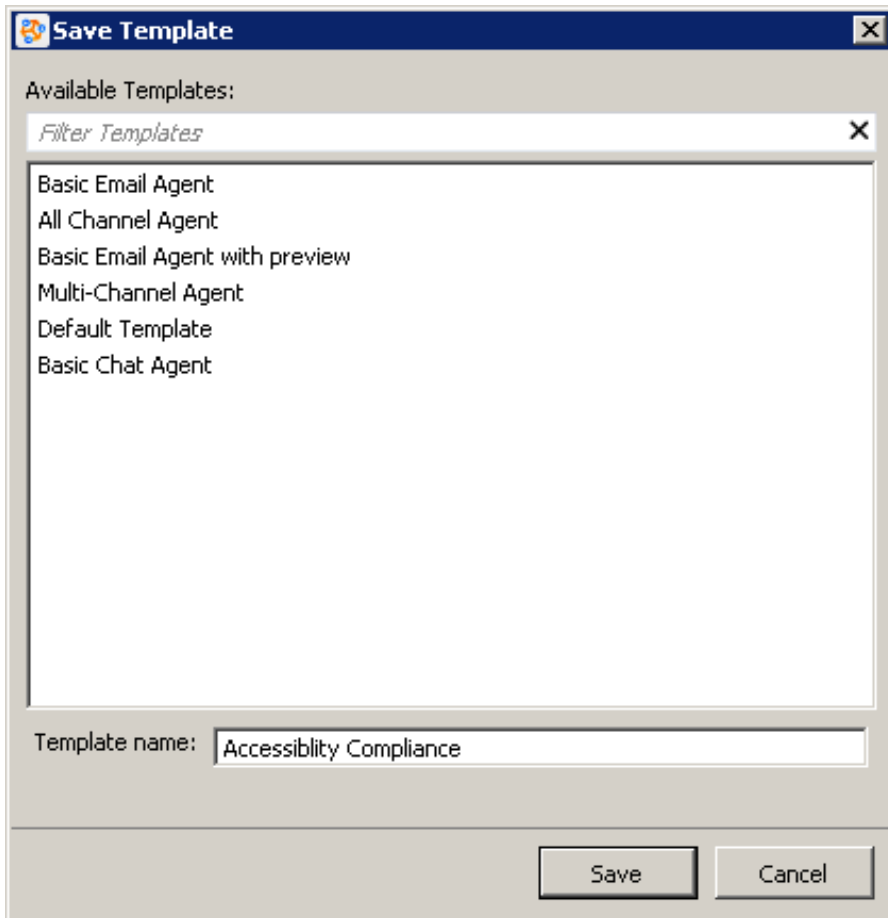 Save Template
Available Templates:
Filter Templates
Basic Email Agent
All Channel Agent
Basic Email Agent with preview
Multi-Channel Agent
Default Template
Basic Chat Agent
Template name: Accessiblity Compliance
Save Cancel